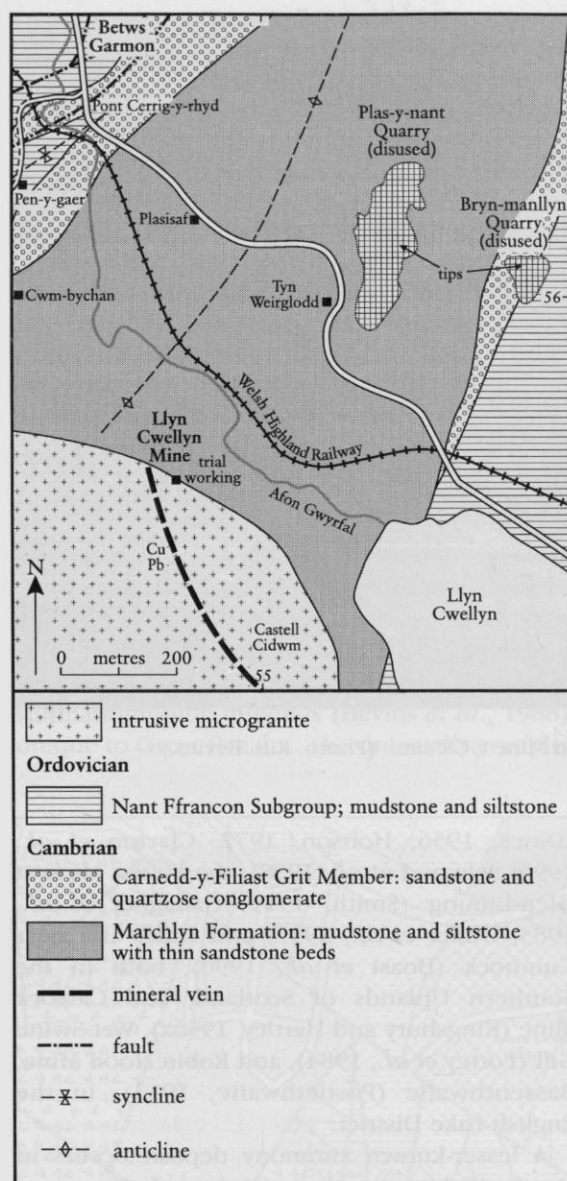 Betws
Garmon
Pont Cerrig-y-rhyd
Pen-y-gaer
Plas-y-nant
Quarry
(disused)
Bryn-manllyn
Quarry
(disused)
Plasisaf
tips
56
Cwm-bychan
Tyn
Weirglodd
Welsh Highland Railway
Llyn
Cwellyn
Mine
trial
working
Afon Gwyrfal
Cu
Pb
N
Llyn
Cwellyn
Castell
Cidwm
0 metres 200
55
intrusive microgranite
Ordovician
Nant Ffrancon Subgroup; mudstone and siltstone
Cambrian
Carnedd-y-Filiast Grit Member: sandstone and
quartzose conglomerate
Marchlyn Formation: mudstone and siltstone
with thin sandstone beds
mineral vein
fault
syncline
anticline